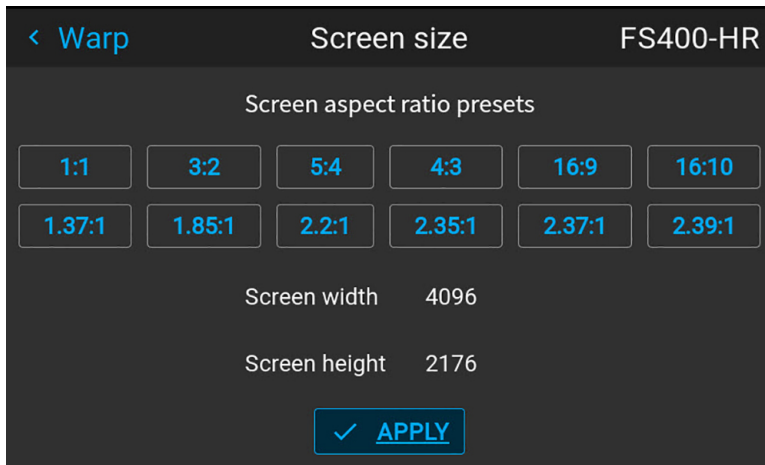 < Warp Screen size FS400-HR
Screen aspect ratio presets
1:1 3:2 5:4 4:3 16:9 16:10
1.37:1 1.85:1 2.2:1 2.35:1 2.37:1 2.39:1
Screen width 4096
Screen height 2176
✓ APPLY